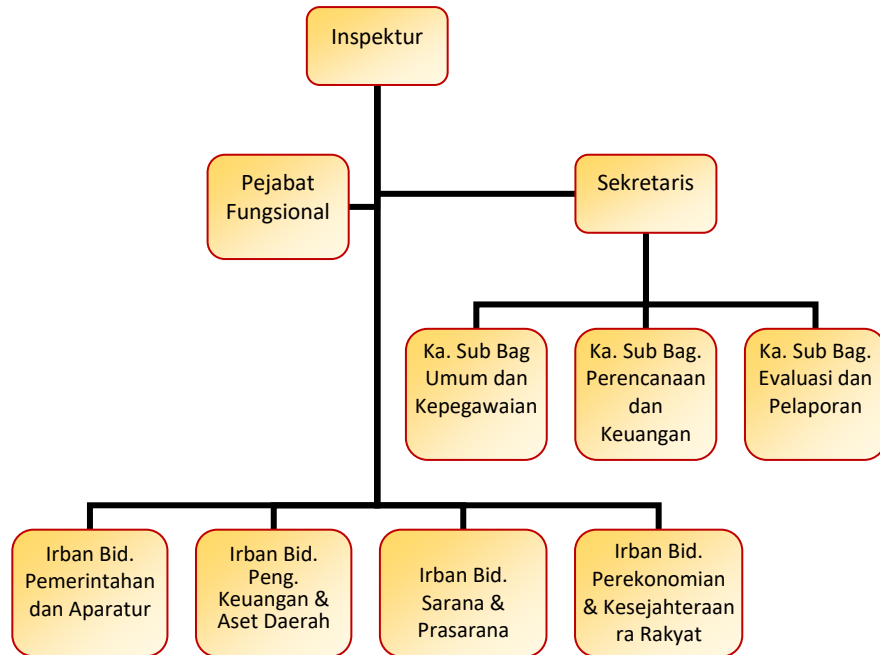 Inspektur
Pejabat
Fungsional
Sekretaris
Ka. Sub Bag
Umum dan
Kepegawaian
Ka. Sub Bag.
Perencanaan
dan
Keuangan
Ka. Sub Bag.
Evaluasi dan
Pelaporan
Irban Bid.
Pemerintahan
dan Aparatur
Irban Bid.
Peng.
Keuangan &
Aset Daerah
Irban Bid.
Sarana &
Prasarana
Irban Bid.
Perekonomian
& Kesejahteraan
ra Rakyat